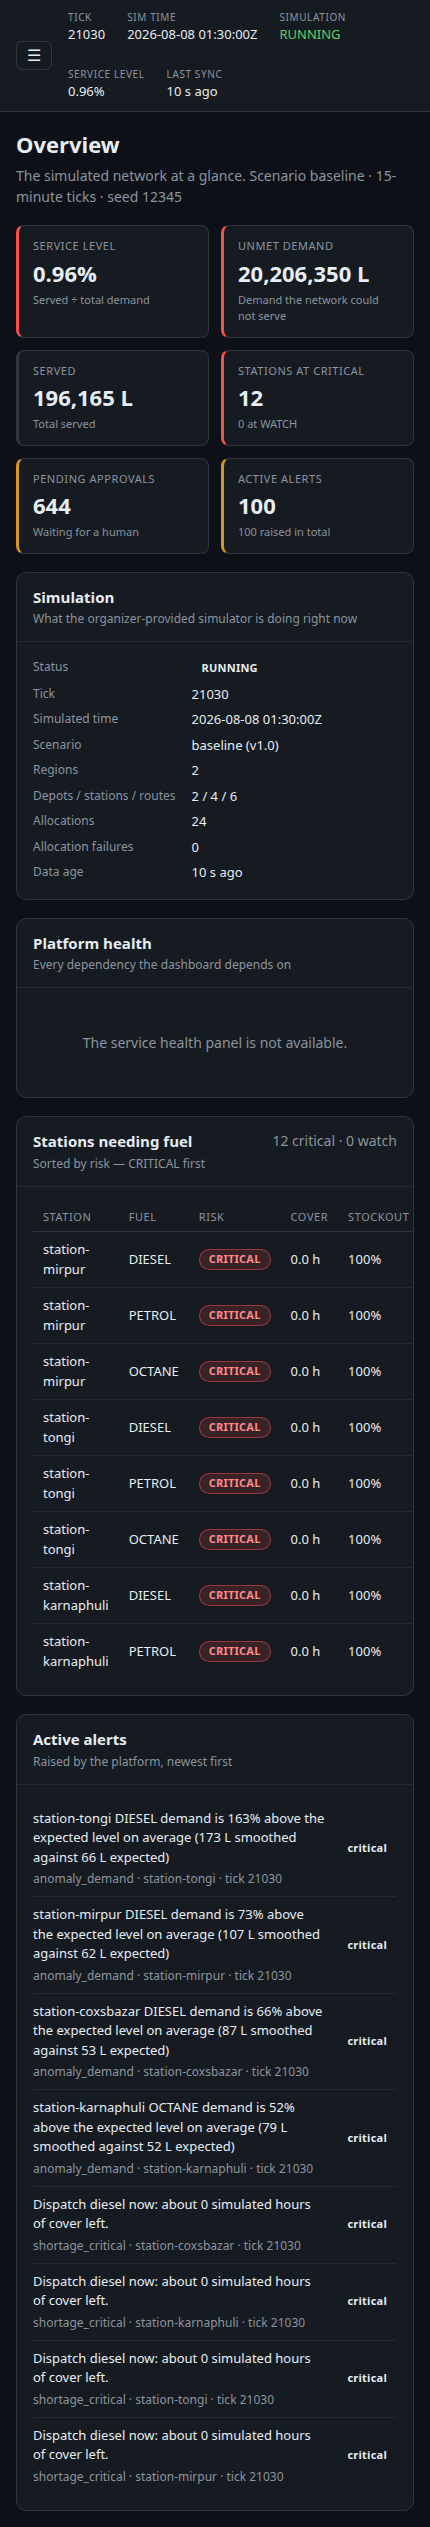 TICK SIM TIME SIMULATION
☰ 21030 2026-08-08 01:30:00Z RUNNING
SERVICE LEVEL LAST SYNC
0.96% 10 s ago
Overview
The simulated network at a glance. Scenario baseline · 15-
minute ticks · seed 12345
SERVICE LEVEL
0.96%
Served ÷ total demand
UNMET DEMAND
20,206,350 L
Demand the network could
not serve
SERVED
196,165 L
Total served
STATIONS AT CRITICAL
12
0 at WATCH
PENDING APPROVALS
644
Waiting for a human
ACTIVE ALERTS
100
100 raised in total
Simulation
What the organizer-provided simulator is doing right now
Status RUNNING
Tick 21030
Simulated time 2026-08-08 01:30:00Z
Scenario baseline (v1.0)
Regions 2
Depots / stations / routes 2 / 4 / 6
Allocations 24
Allocation failures 0
Data age 10 s ago
Platform health
Every dependency the dashboard depends on
The service health panel is not available.
Stations needing fuel 12 critical · 0 watch
Sorted by risk — CRITICAL first
STATION FUEL RISK COVER STOCKOUT
station-
mirpur DIESEL CRITICAL 0.0 h 100%
station-
mirpur PETROL CRITICAL 0.0 h 100%
station-
mirpur OCTANE CRITICAL 0.0 h 100%
station-
tongi DIESEL CRITICAL 0.0 h 100%
station-
tongi PETROL CRITICAL 0.0 h 100%
station-
tongi OCTANE CRITICAL 0.0 h 100%
station-
karnaphuli DIESEL CRITICAL 0.0 h 100%
station-
karnaphuli PETROL CRITICAL 0.0 h 100%
Active alerts
Raised by the platform, newest first
station-tongi DIESEL demand is 163% above the
expected level on average (173 L smoothed
against 66 L expected) critical
anomaly_demand · station-tongi · tick 21030
station-mirpur DIESEL demand is 73% above
the expected level on average (107 L smoothed
against 62 L expected) critical
anomaly_demand · station-mirpur · tick 21030
station-coxsbazar DIESEL demand is 66% above
the expected level on average (87 L smoothed
against 53 L expected) critical
anomaly_demand · station-coxsbazar · tick 21030
station-karnaphuli OCTANE demand is 52%
above the expected level on average (79 L
smoothed against 52 L expected) critical
anomaly_demand · station-karnaphuli · tick 21030
Dispatch diesel now: about 0 simulated hours
of cover left. critical
shortage_critical · station-coxsbazar · tick 21030
Dispatch diesel now: about 0 simulated hours
of cover left. critical
shortage_critical · station-karnaphuli · tick 21030
Dispatch diesel now: about 0 simulated hours
of cover left. critical
shortage_critical · station-tongi · tick 21030
Dispatch diesel now: about 0 simulated hours
of cover left. critical
shortage_critical · station-mirpur · tick 21030